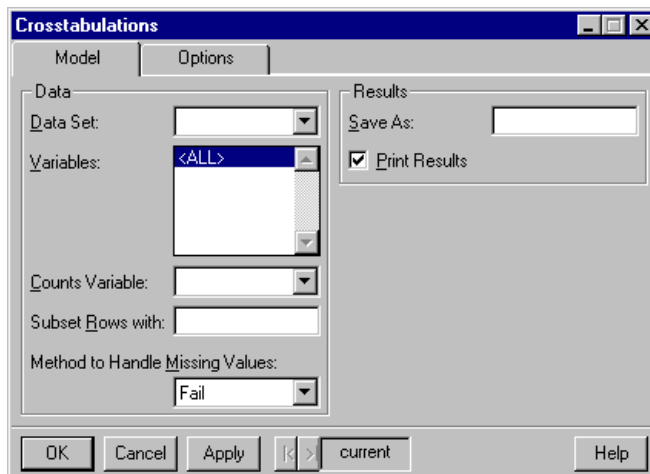 Crosstabulations
Model
Options
Data
Data Set:
Variables:
<ALL>
Counts Variable:
Subset Rows with:
Method to Handle Missing Values:
Fail
Results
Save As:
Print Results
OK
Cancel
Apply
current
Help